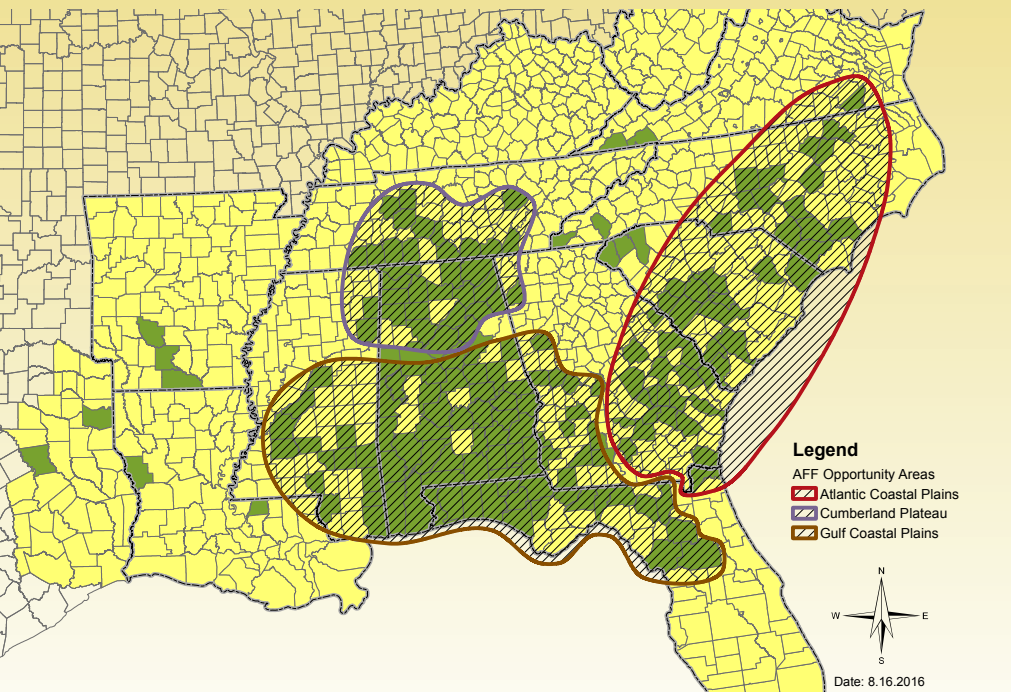 Legend
AFF Opportunity Areas
Atlantic Coastal Plains
Cumberland Plateau
Gulf Coastal Plains
N
W E
S
Date: 8.16.2016